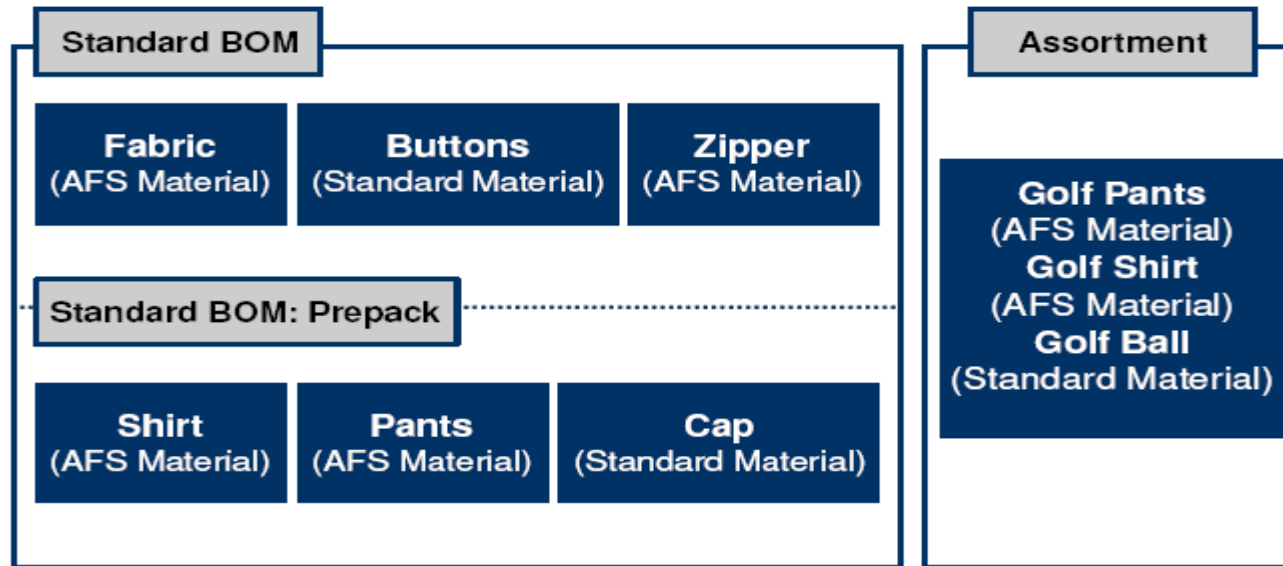 Standard BOM
Fabric
(AFS Material)
Buttons
(Standard Material)
Zipper
(AFS Material)
Standard BOM: Prepack
Shirt
(AFS Material)
Pants
(AFS Material)
Cap
(Standard Material)
Assortment
Golf Pants
(AFS Material)
Golf Shirt
(AFS Material)
Golf Ball
(Standard Material)